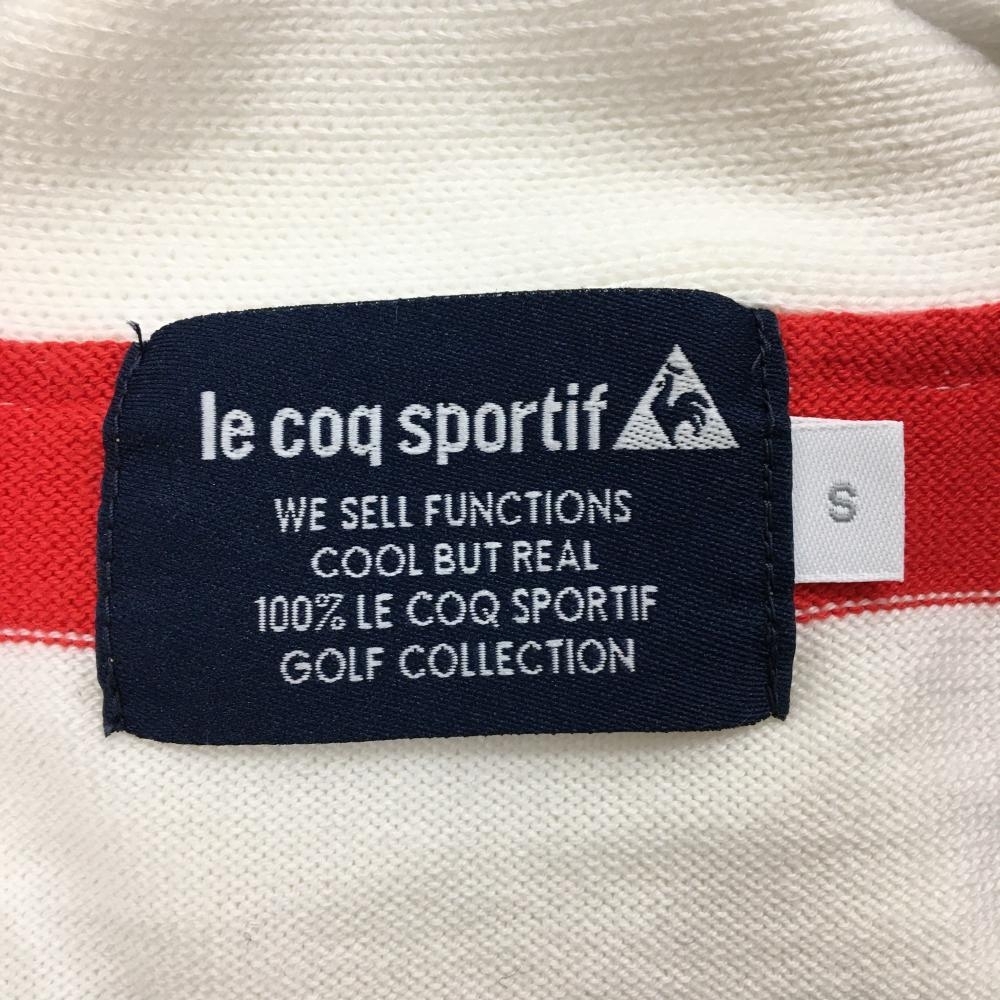 le coq sportif
WE SELL FUNCTIONS
COOL BUT REAL
100% LE COQ SPORTIF
GOLF COLLECTION
S